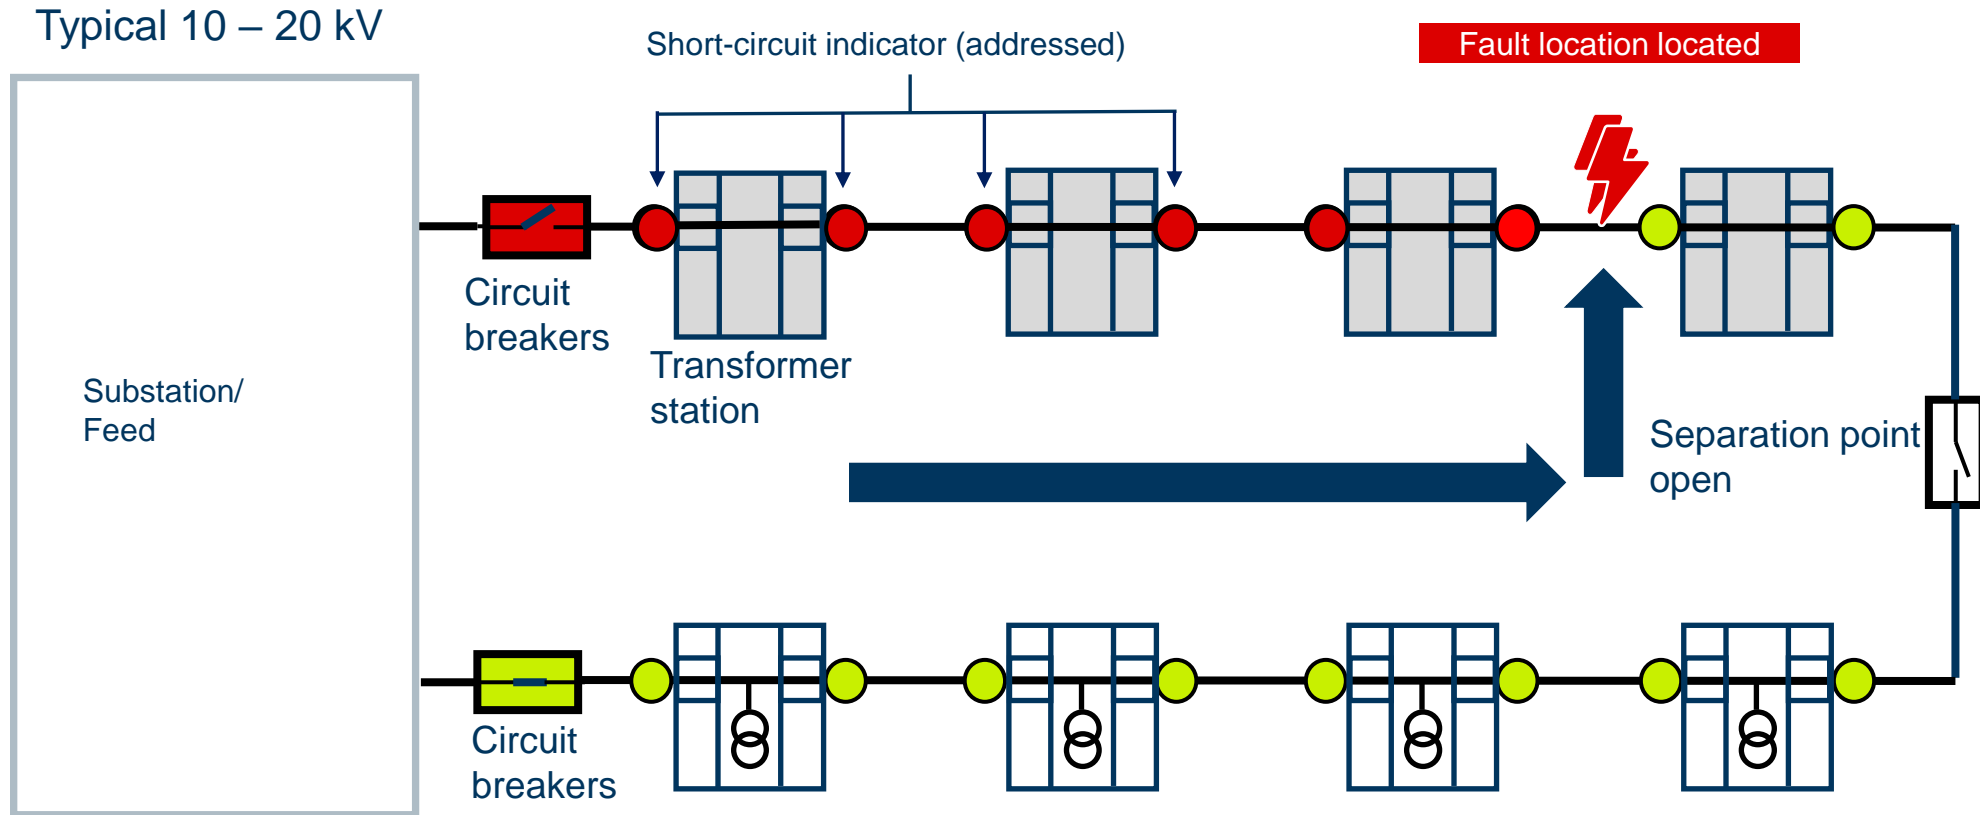 Typical 10 – 20 kV
Short-circuit indicator (addressed)
Fault location located
Circuit
breakers
Transformer
station
Substation/
Feed
Separation point
open
Circuit
breakers